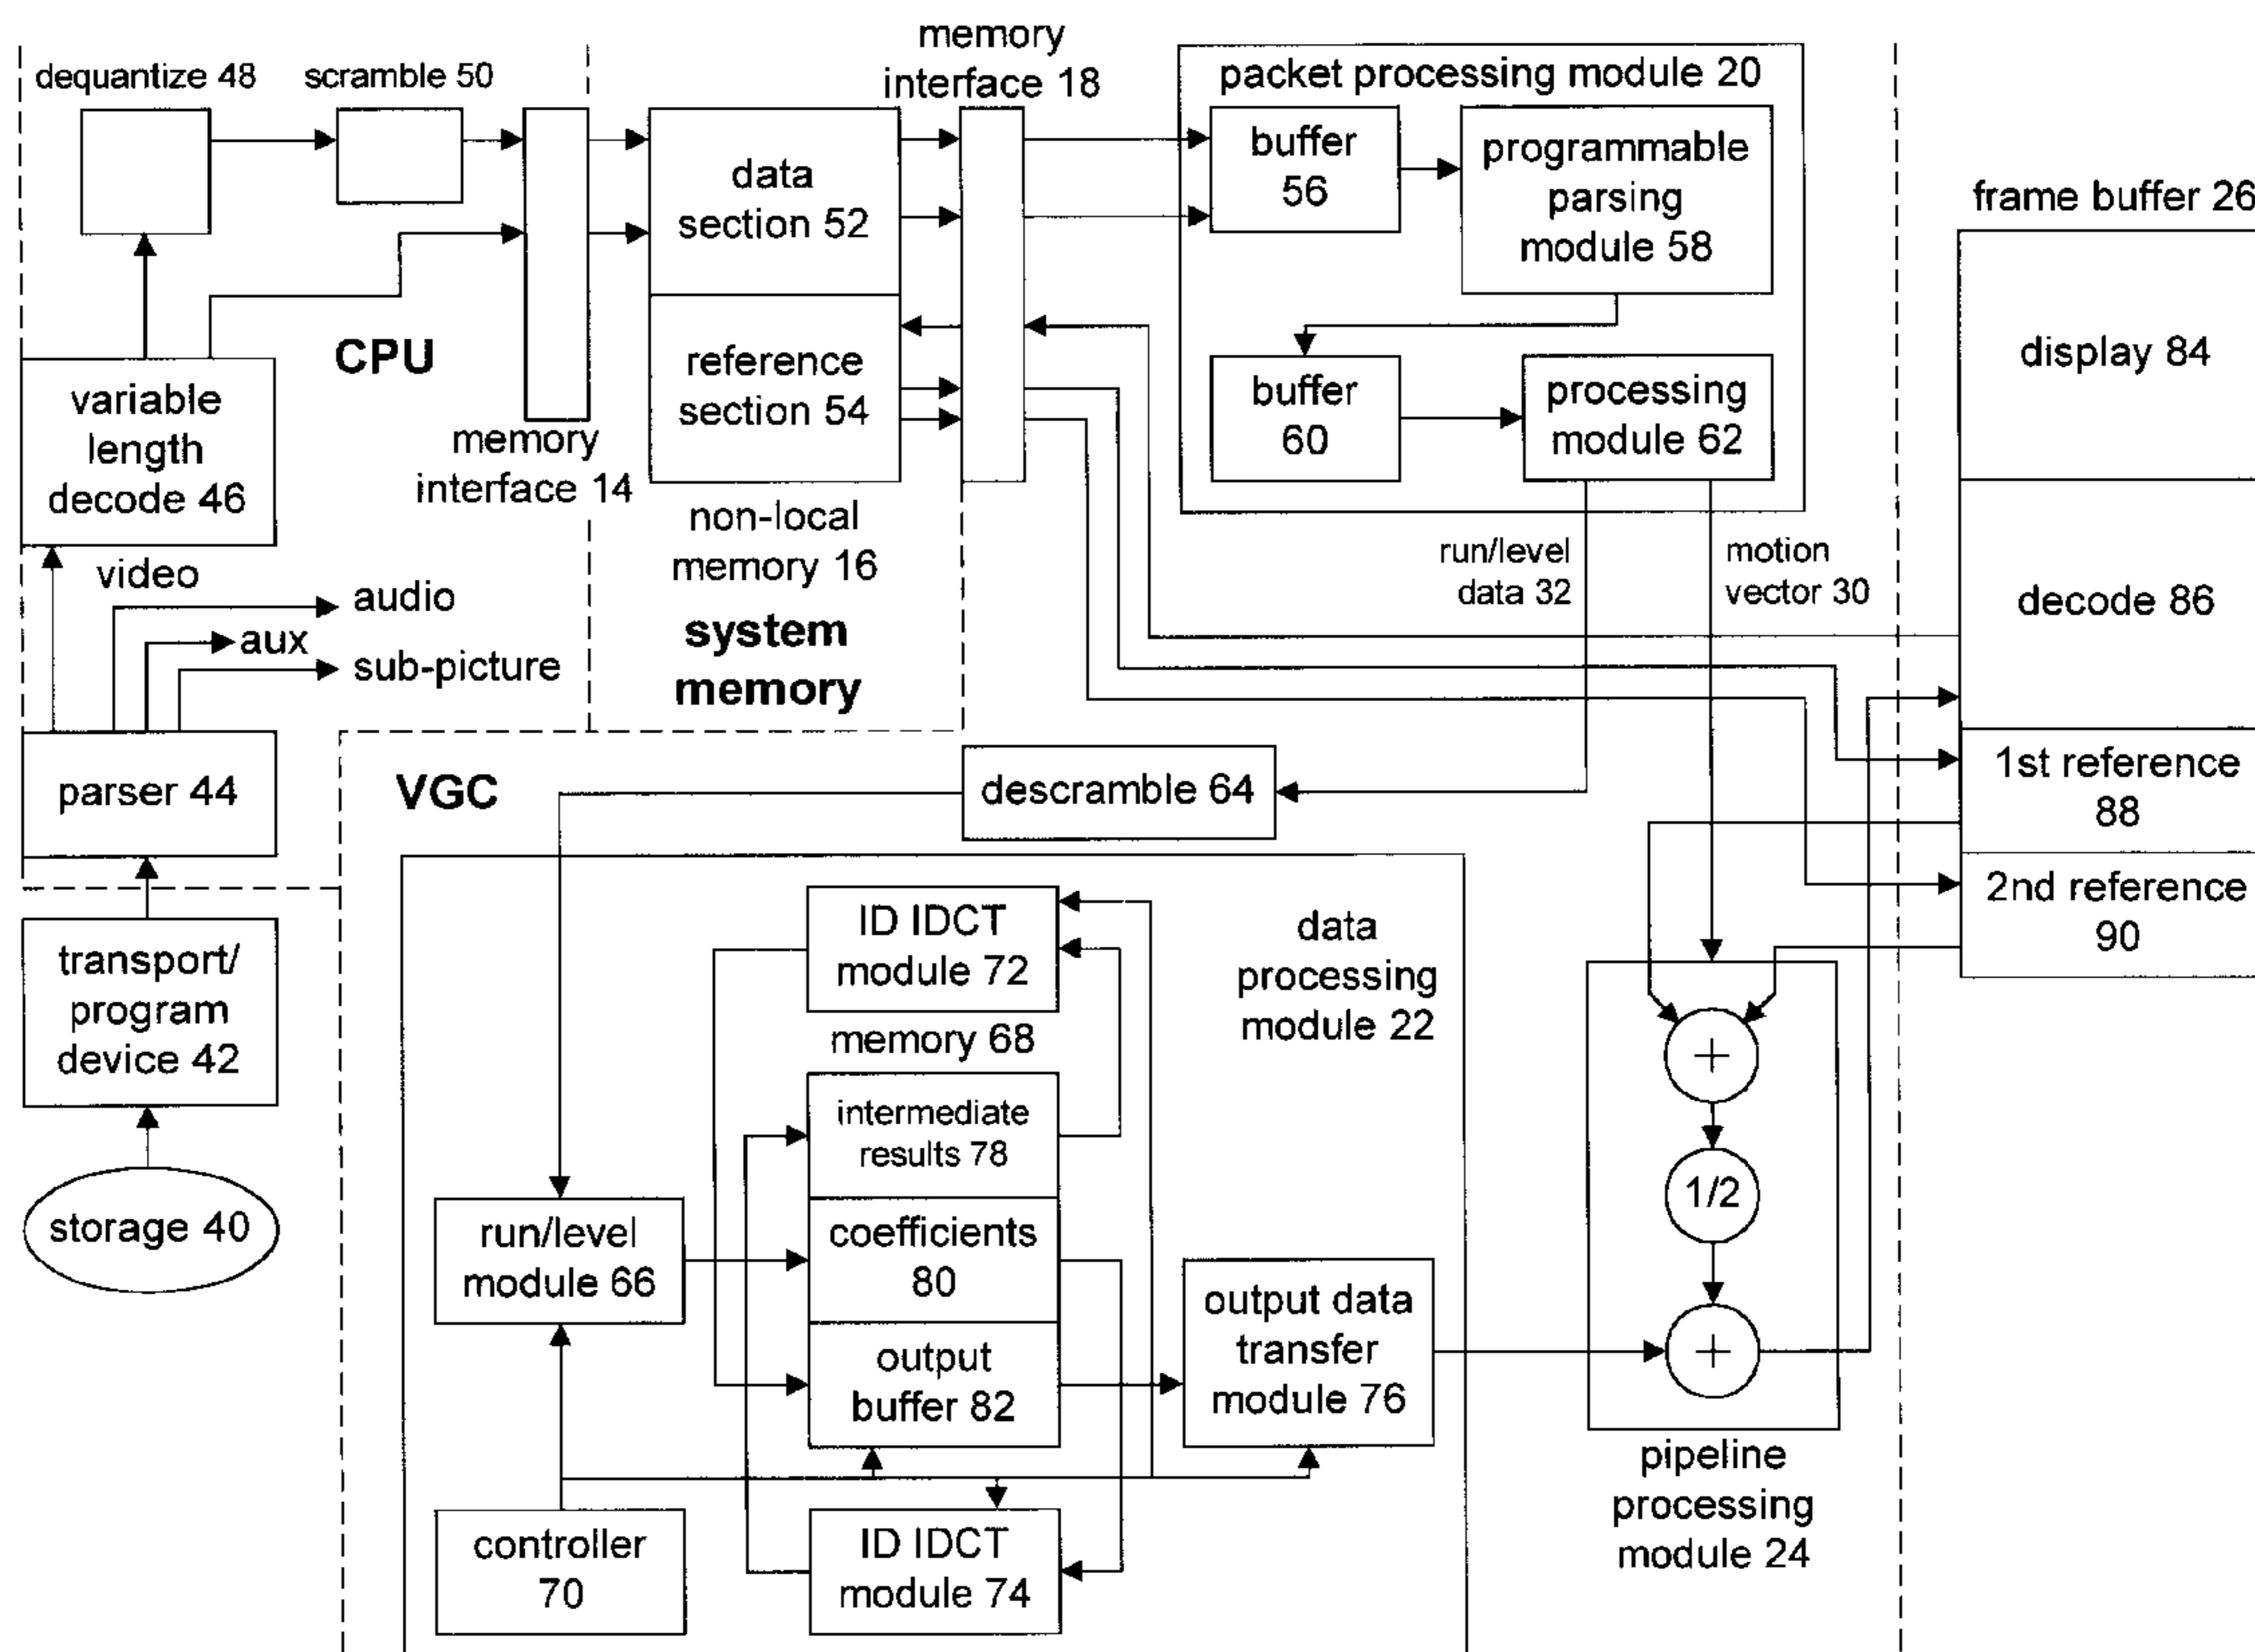 dequantize 48
scramble 50
memory
interface 18
packet processing module 20
buffer
56
programmable
parsing
module 58
data
section 52
reference
section 54
buffer
60
processing
module 62
frame buffer 26
display 84
decode 86
1st reference
88
2nd reference
90
CPU
variable
length
decode 46
memory
interface 14
non-local
memory 16
system
memory
run/level
data 32
motion
vector 30
video
audio
aux
sub-picture
parser 44
VGC
descramble 64
transport/
program
device 42
storage 40
ID IDCT
module 72
data
processing
module 22
memory 68
intermediate
results 78
coefficients
80
output
buffer 82
run/level
module 66
output data
transfer
module 76
controller
70
ID IDCT
module 74
+
1/2
+
pipeline
processing
module 24